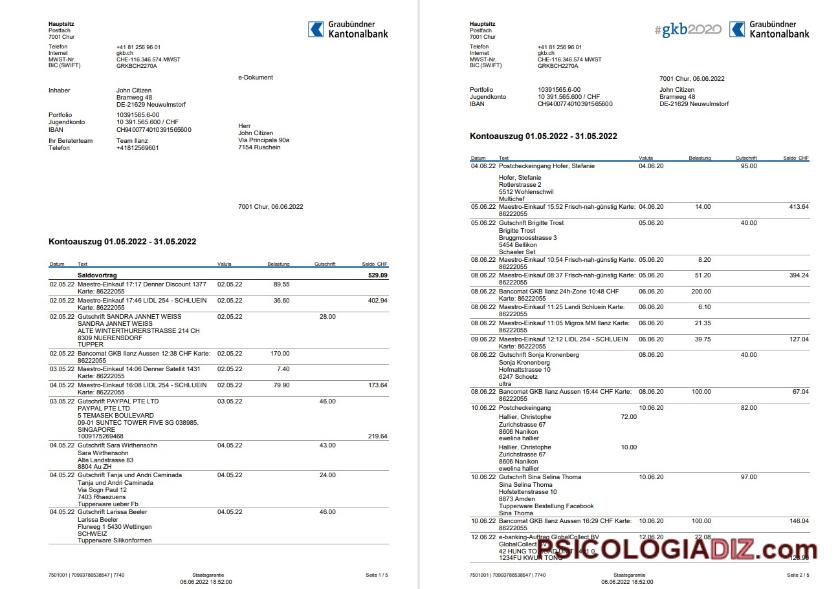 Hauptsitz
Postfach
7001 Chur
Telefon +41 81 256 96 01
Internet gkb.ch
MWST-Nr. CHE-116.346.574 MWST
BIC (SWIFT) GRKBCH2270A
Graubündner
Kantonalbank
e-Dokument
Inhaber John Citizen
Bramweg 48
DE-21629 Neuwulmstorf
Portfolio 10391565.6-00
Jugendkonto 10 391.565.600 / CHF
IBAN CH9400774010391565600
Ihr Beraterteam Team Ilanz
Telefon +41812569601
Herr
John Citizen
Via Principale 90a
7154 Ruschein
7001 Chur, 06.06.2022
Kontoauszug 01.05.2022 - 31.05.2022
Datum Text Valuta Belastung Gutschrift Saldo CHF
Saldovortrag 529.09
02.05.22 Maestro-Einkauf 17:17 Denner Discount 1377 02.05.22 89.55
Karte: 86222055
02.05.22 Maestro-Einkauf 17:46 LIDL 254 - SCHLUEIN 02.05.22 36.60 402.94
Karte: 86222055
02.05.22 Gutschrift SANDRA JANNET WEISS 02.05.22 28.00
SANDRA JANNET WEISS
ALTE WINTERTHURERSTRASSE 214 CH
8309 NUERENSDORF
TUPPER
02.05.22 Bancomat GKB Ilanz Aussen 12:38 CHF Karte: 02.05.22 170.00
86222055
03.05.22 Maestro-Einkauf 14:06 Denner Satellit 1431 02.05.22 7.40
Karte: 86222055
04.05.22 Maestro-Einkauf 16:08 LIDL 254 - SCHLUEIN 02.05.22 79.90 173.64
Karte: 86222055
03.05.22 Gutschrift PAYPAL PTE LTD 03.05.22 46.00
PAYPAL PTE LTD
5 TEMASEK BOULEVARD
09-01 SUNTEC TOWER FIVE SG 038985,
SINGAPORE
1009175269468 219.64
04.05.22 Gutschrift Sara Wirthensohn 04.05.22 43.00
Sara Wirthensohn
Alte Landstrasse 83
8804 Au ZH
04.05.22 Gutschrift Tanja und Andri Caminada 04.05.22 24.00
Tanja und Andri Caminada
Via Sogn Paul 12
7403 Rhaezuens
Tupperware ueber Fb
04.05.22 Gutschrift Larissa Beeler 04.05.22 46.00
Larissa Beeler
Flurweg 1 5430 Wettingen
SCHWEIZ
Tupperware Silikonformen
Staatsgarantie Seite 1 / 5
06.06.2022 18:52:00
Hauptsitz
Postfach
7001 Chur
#gkb2020
Graubündner
Kantonalbank
Telefon +41 81 256 96 01
Internet gkb.ch
MWST-Nr. CHE-116.346.574 MWST
BIC (SWIFT) GRKBCH2270A
7001 Chur, 06.06.2022
Portfolio 10391565.6-00 John Citizen
Jugendkonto 10 391.565.600 / CHF Bramweg 48
IBAN CH9400774010391565600 DE-21629 Neuwulmstorf
Kontoauszug 01.05.2022 - 31.05.2022
Datum Text Valuta Belastung Gutschrift Saldo CHF
04.06.22 Postcheckeingang Hofer, Stefanie 04.06.20 95.00
Hofer, Stefanie
Rotlerstrasse 2
5512 Wohlenschwil
Multichef
05.06.22 Maestro-Einkauf 15:52 Frisch-nah-günstig Karte: 04.06.20 14.00 413.64
86222055
05.06.22 Gutschrift Brigitte Trost 05.06.20 40.00
Brigitte Trost
Bruggmoosstrasse 3
5454 Bellikon
Schaeler Set
08.06.22 Maestro-Einkauf 10:54 Frisch-nah-günstig Karte: 05.06.20 8.20
86222055
08.06.22 Maestro-Einkauf 08:37 Frisch-nah-günstig Karte: 05.06.20 51.20 394.24
86222055
08.06.22 Bancomat GKB Ilanz 24h-Zone 10:48 CHF 06.06.20 200.00
Karte: 86222055
08.06.22 Maestro-Einkauf 11:25 Landi Schluein Karte: 06.06.20 6.10
86222055
08.06.22 Maestro-Einkauf 11:05 Migros MM Ilanz Karte: 06.06.20 21.35
86222055
09.06.22 Maestro-Einkauf 12:12 LIDL 254 - SCHLUEIN 06.06.20 39.75 127.04
Karte: 86222055
08.06.22 Gutschrift Sonja Kronenberg 08.06.20 40.00
Sonja Kronenberg
Hofmattstrasse 10
6247 Schoetz
ultra
08.06.22 Bancomat GKB Ilanz Aussen 15:44 CHF Karte: 08.06.20 100.00 67.04
86222055
10.06.22 Postcheckeingang 10.06.20 82.00
Hallier, Christophe 72.00
Zurichstrasse 67
8606 Nanikon
ewelina hallier
Hallier, Christophe 10.00
Zurichstrasse 67
8606 Nanikon
ewelina hallier
10.06.22 Gutschrift Sina Selina Thoma 10.06.20 97.00
Sina Selina Thoma
Hofstettenstrasse 10
8873 Amden
Tupperware Bestellung Facebook
Sina Thoma
10.06.22 Bancomat GKB Ilanz Aussen 16:29 CHF Karte: 10.06.20 100.00 146.04
86222055
12.06.22 e-banking-Auftrag GlobalCollect BV 12.06.20 22.08
GlobalCollect BV
42 HUNG TO
1234FU KWUN TONG
PSICOLOGIADIZ.com
Staatsgarantie Seite 2 / 5
06.06.2022 18:52:00